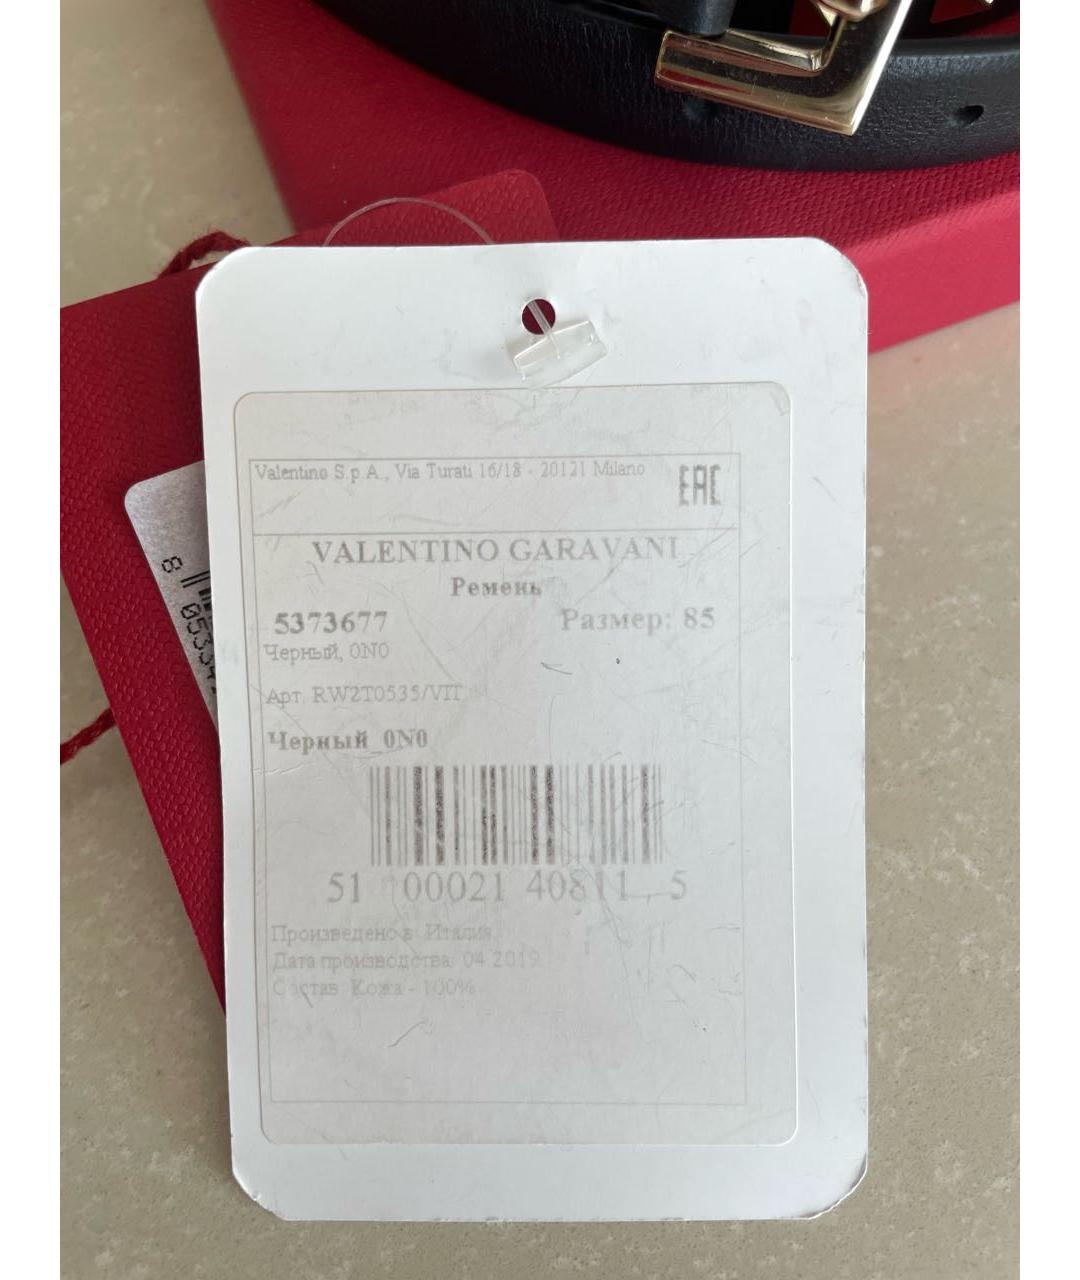 Valentino S.p.A., Via Turati 16/18 - 20121 Milano
EAC
VALENTINO GARAVANI
Ремень
5373677 Размер: 85
Черный, 0N0
Арт. RW2T0535/VIT
Черный_0N0
51 00021 40811 5
Произведено в: Италия
Дата производства: 04 2019
Состав: Кожа - 100%
8